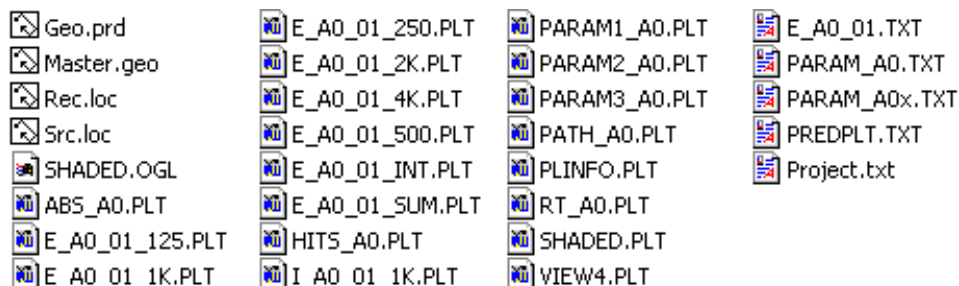 Geo.prd
Master.geo
Rec.loc
Src.loc
SHADED.OGL
ABS_A0.PLT
E_A0_01_125.PLT
E_A0_01_1K.PLT
E_A0_01_250.PLT
E_A0_01_2K.PLT
E_A0_01_4K.PLT
E_A0_01_500.PLT
E_A0_01_INT.PLT
E_A0_01_SUM.PLT
HITS_A0.PLT
I_A0_01_1K.PLT
PARAM1_A0.PLT
PARAM2_A0.PLT
PARAM3_A0.PLT
PATH_A0.PLT
PLINFO.PLT
RT_A0.PLT
SHADED.PLT
VIEW4.PLT
E_A0_01.TXT
PARAM_A0.TXT
PARAM_A0x.TXT
PREDPLT.TXT
Project.txt